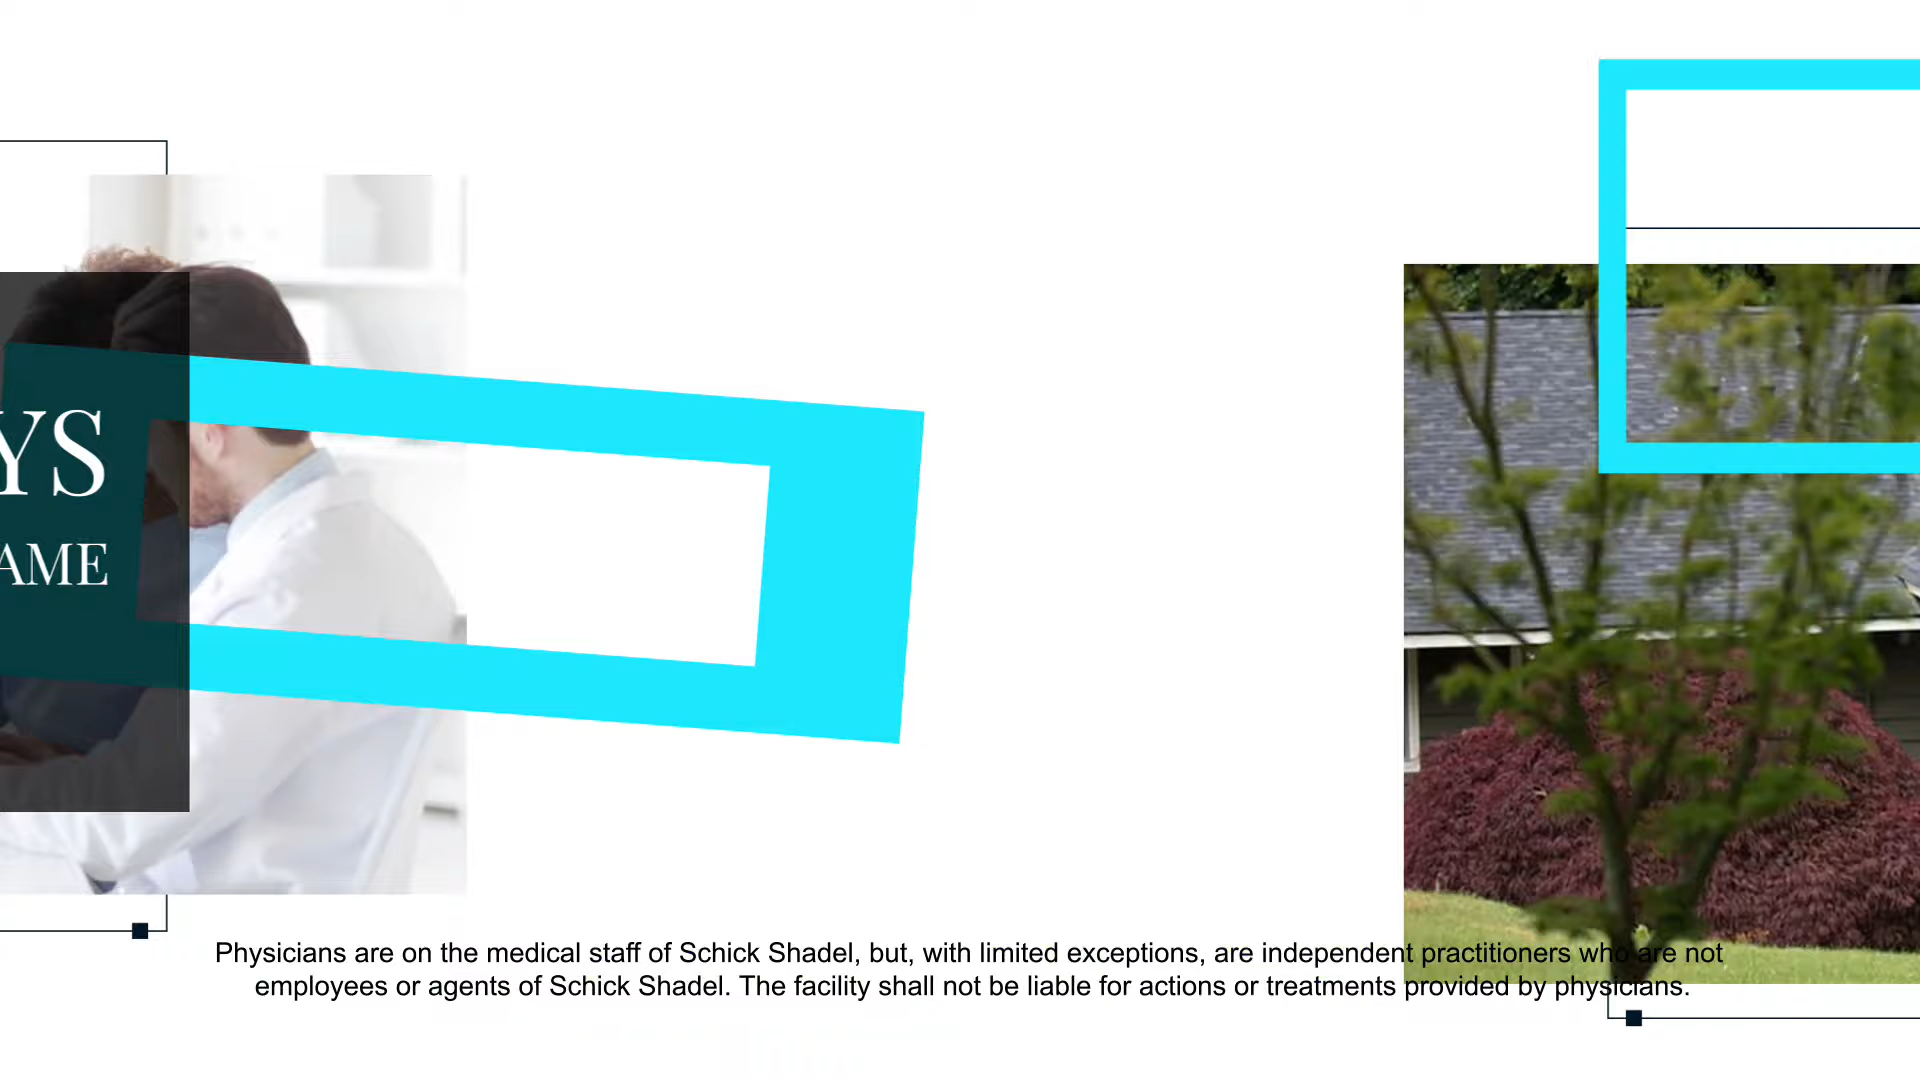 YS
AME
Physicians are on the medical staff of Schick Shadel, but, with limited exceptions, are independent practitioners who are not
employees or agents of Schick Shadel. The facility shall not be liable for actions or treatments provided by physicians.